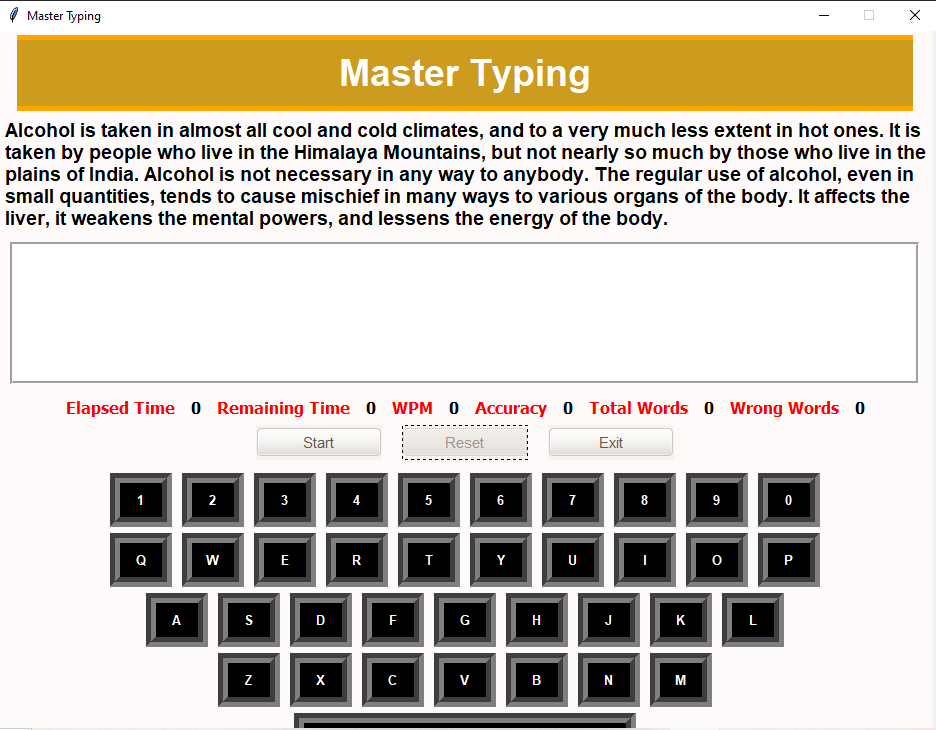 Master Typing
Master Typing
Alcohol is taken in almost all cool and cold climates, and to a very much less extent in hot ones. It is
taken by people who live in the Himalaya Mountains, but not nearly so much by those who live in the
plains of India. Alcohol is not necessary in any way to anybody. The regular use of alcohol, even in
small quantities, tends to cause mischief in many ways to various organs of the body. It affects the
liver, it weakens the mental powers, and lessens the energy of the body.
Elapsed Time 0 Remaining Time 0 WPM 0 Accuracy 0 Total Words 0 Wrong Words 0
Start Reset Exit
1 2 3 4 5 6 7 8 9 0
Q W E R T Y U I O P
A S D F G H J K L
Z X C V B N M